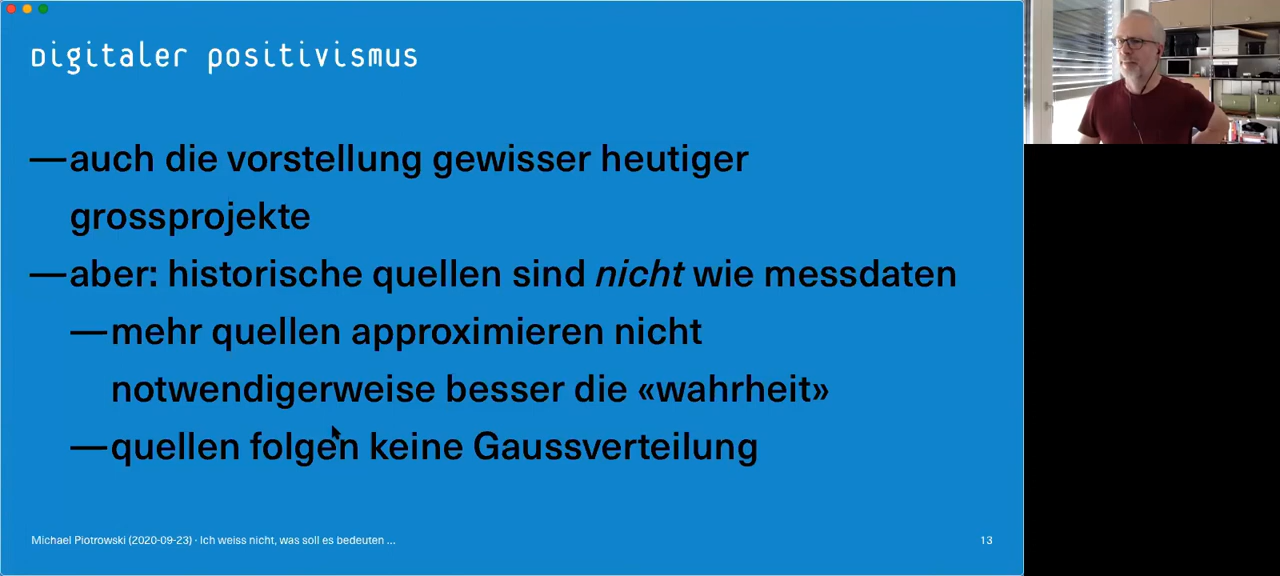 Digitaler positivismus
—auch die vorstellung gewisser heutiger
grossprojekte
—aber: historische quellen sind nicht wie messdaten
—mehr quellen approximieren nicht
notwendigerweise besser die «wahrheit»
—quellen folgen keine Gaussverteilung
Michael Piotrowski (2020-09-23) · Ich weiss nicht, was soll es bedeuten ...
13